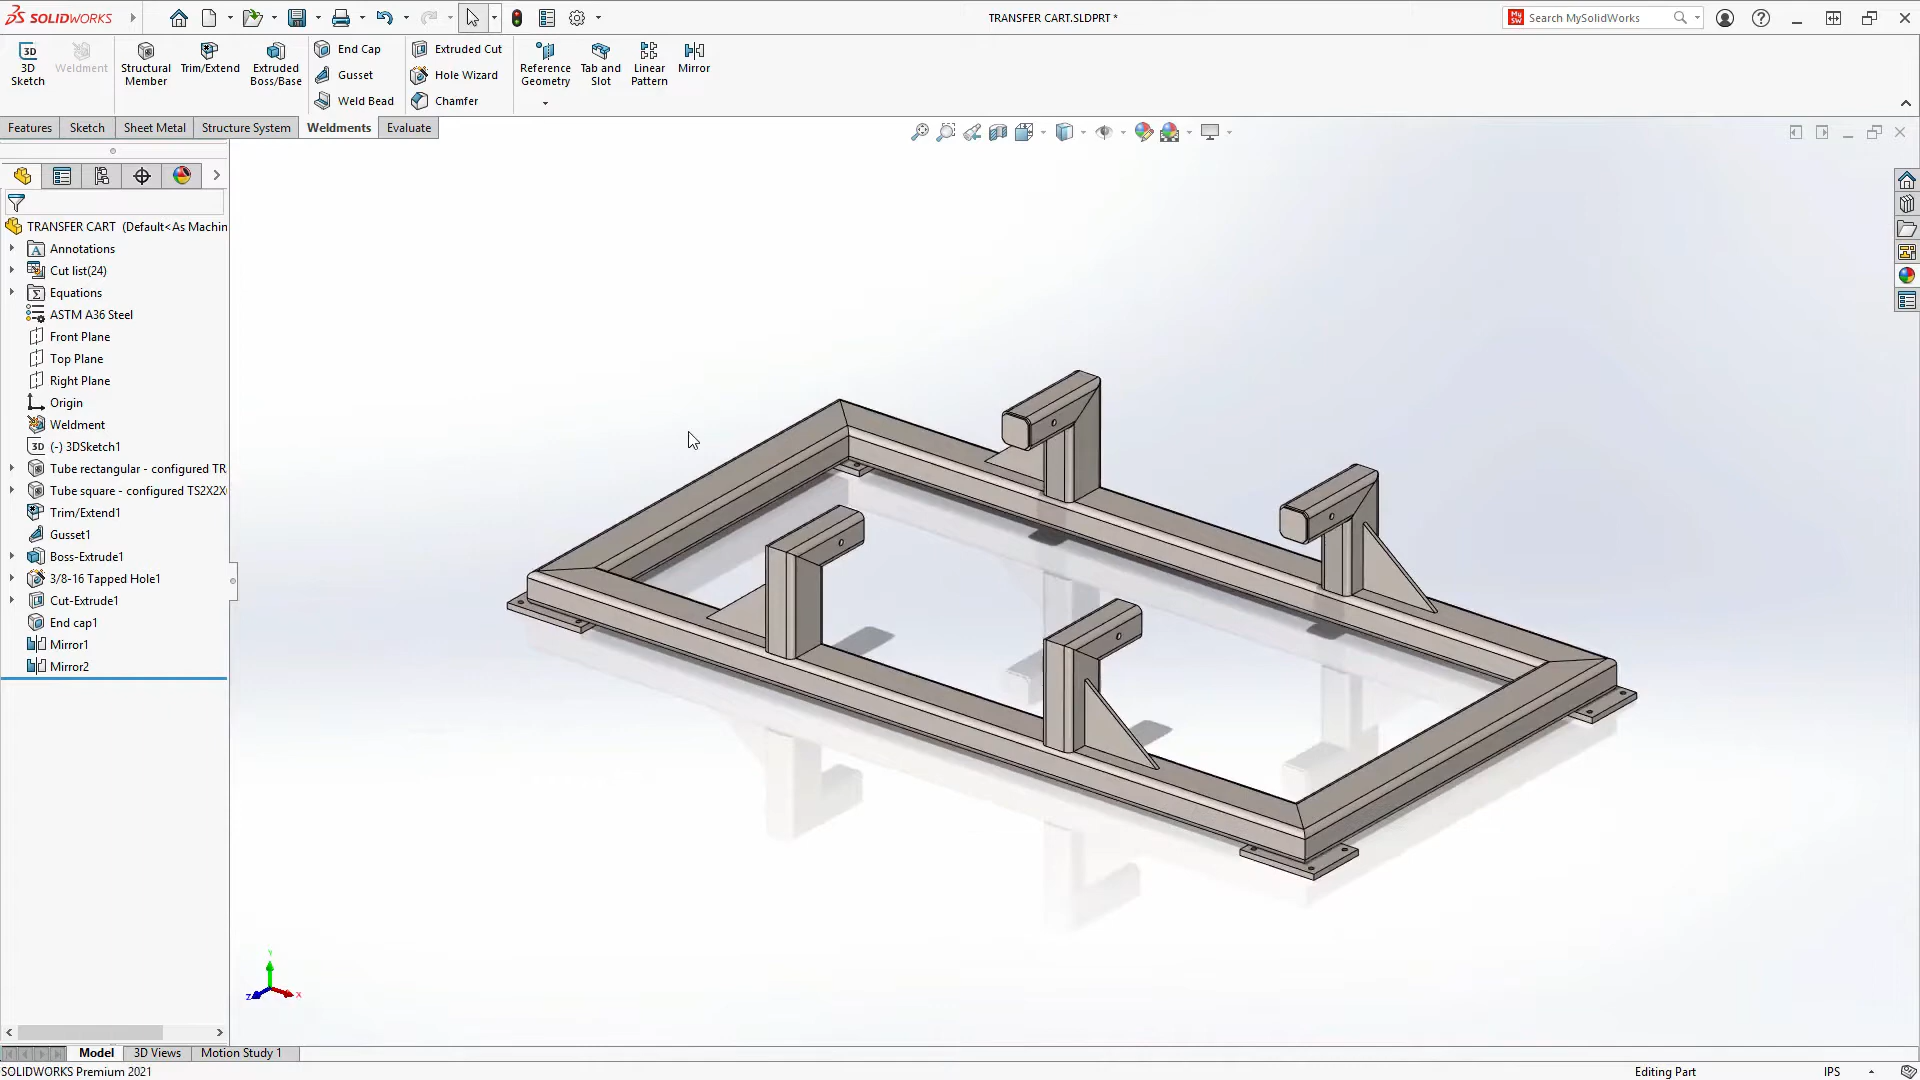 SOLIDWORKS
TRANSFER CART.SLDPRT *
Search MySolidWorks
3D Sketch
Weldment
Structural Member
Trim/Extend
Extruded Boss/Base
End Cap
Gusset
Weld Bead
Extruded Cut
Hole Wizard
Chamfer
Reference Geometry
Tab and Slot
Linear Pattern
Mirror
Features
Sketch
Sheet Metal
Structure System
Weldments
Evaluate
TRANSFER CART (Default<As Machin
Annotations
Cut list(24)
Equations
ASTM A36 Steel
Front Plane
Top Plane
Right Plane
Origin
Weldment
3D (-) 3DSketch1
Tube rectangular - configured TR
Tube square - configured TS2X2X
Trim/Extend1
Gusset1
Boss-Extrude1
3/8-16 Tapped Hole1
Cut-Extrude1
End cap1
Mirror1
Mirror2
Y
Z
X
Model
3D Views
Motion Study 1
SOLIDWORKS Premium 2021
Editing Part
IPS